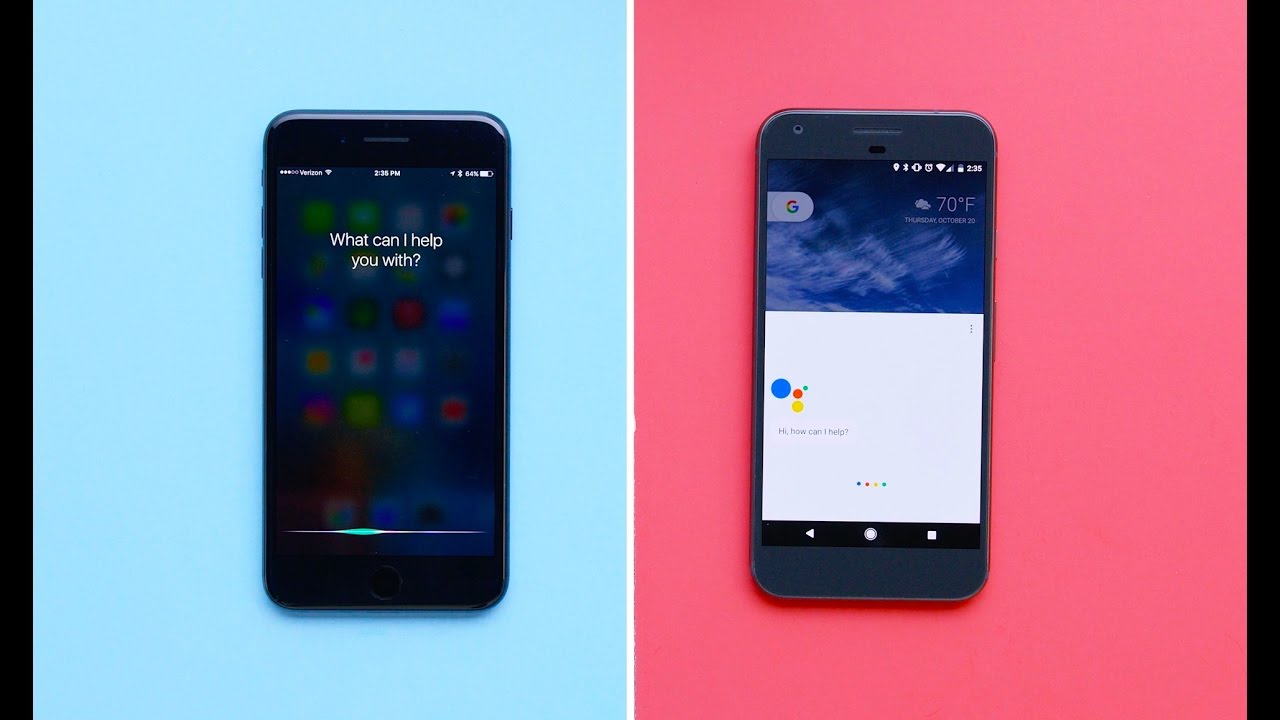 Verizon 2:35 PM 64%
What can I help
you with?
2:35
G
70°F
THURSDAY, OCTOBER 20
Hi, how can I help?